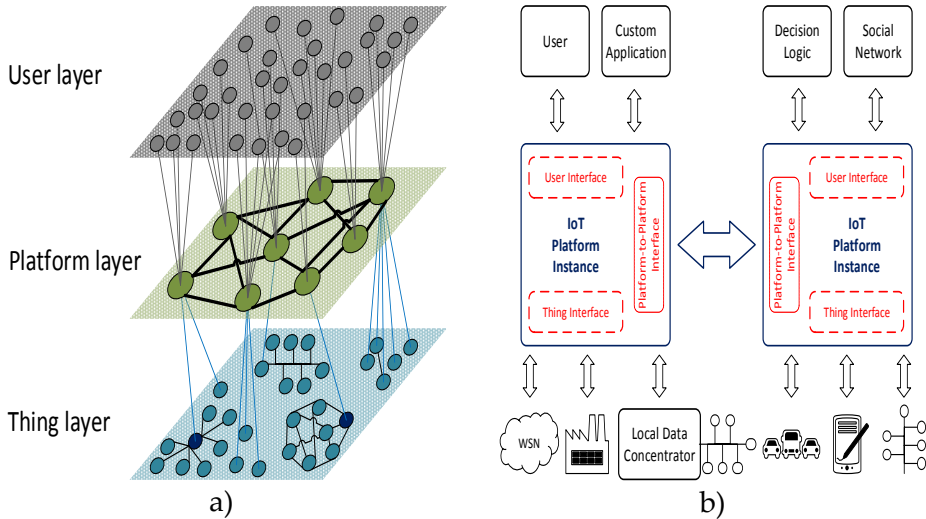 User layer
Platform layer
Thing layer
a)
User
Custom
Application
Decision
Logic
Social
Network
User Interface
IoT
Platform
Instance
Thing Interface
Platform-to-Platform
Interface
Platform-to-Platform
Interface
User Interface
IoT
Platform
Instance
Thing Interface
WSN
Local Data
Concentrator
b)